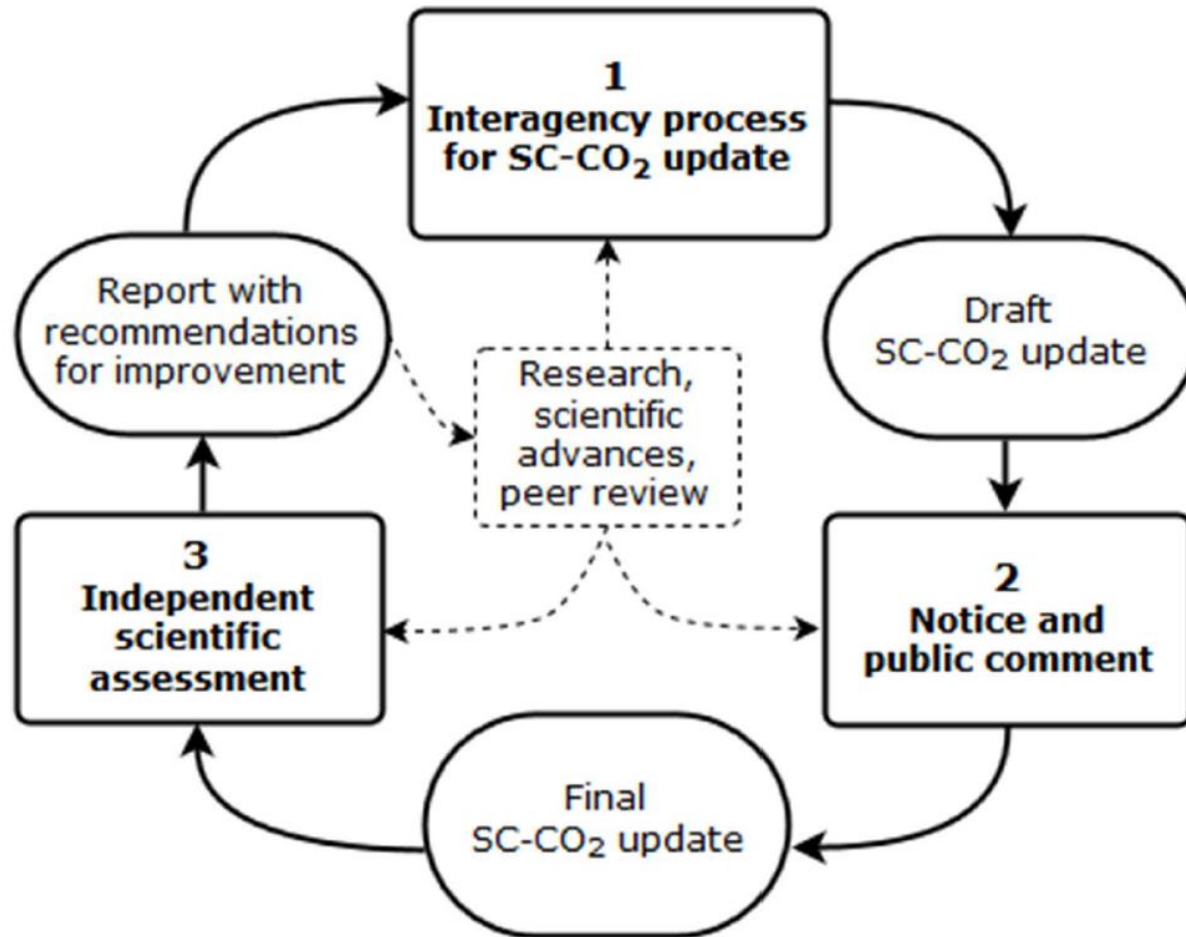 1
Interagency process
for SC-CO₂ update
Draft
SC-CO₂ update
2
Notice and
public comment
Final
SC-CO₂ update
3
Independent
scientific
assessment
Report with
recommendations
for improvement
Research,
scientific
advances,
peer review